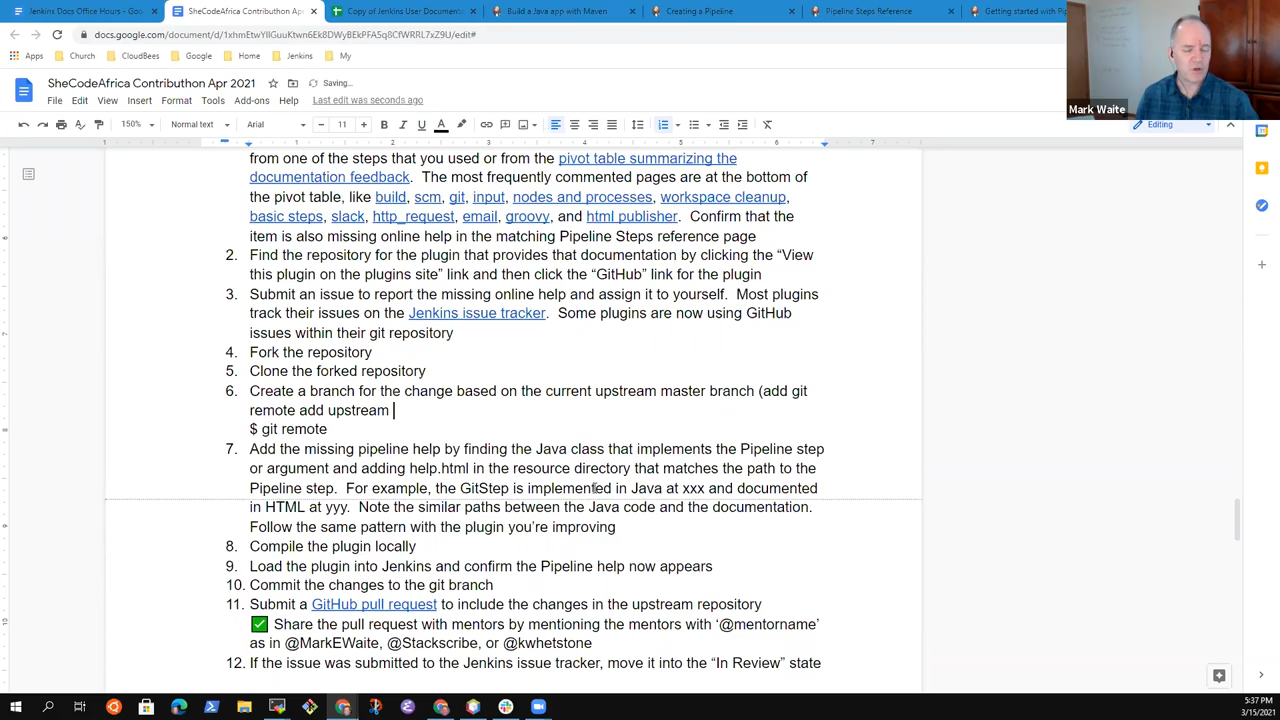 Jenkins Docs Office Hours - Goo
SheCodeAfrica Contributhon Apr
Copy of Jenkins User Documenta
Build a Java app with Maven
Creating a Pipeline
Pipeline Steps Reference
Getting started with Pip
docs.google.com/document/d/1xhmEtwYlIGuuKtwn6Ek8DWyBEkPFA5q8CfWRRL7xZ9U/edit#
Apps
Church
CloudBees
Google
Home
Jenkins
My
SheCodeAfrica Contributhon Apr 2021
Saving...
File Edit View Insert Format Tools Add-ons Help Last edit was seconds ago
Mark Waite
150%
Normal text
Arial
11
Editing
1 1 2 3 4 5 6 7
from one of the steps that you used or from the pivot table summarizing the
documentation feedback. The most frequently commented pages are at the bottom of
the pivot table, like build, scm, git, input, nodes and processes, workspace cleanup,
basic steps, slack, http_request, email, groovy, and html publisher. Confirm that the
item is also missing online help in the matching Pipeline Steps reference page
2. Find the repository for the plugin that provides that documentation by clicking the “View
this plugin on the plugins site” link and then click the “GitHub” link for the plugin
3. Submit an issue to report the missing online help and assign it to yourself. Most plugins
track their issues on the Jenkins issue tracker. Some plugins are now using GitHub
issues within their git repository
4. Fork the repository
5. Clone the forked repository
6. Create a branch for the change based on the current upstream master branch (add git
remote add upstream
$ git remote
7. Add the missing pipeline help by finding the Java class that implements the Pipeline step
or argument and adding help.html in the resource directory that matches the path to the
Pipeline step. For example, the GitStep is implemented in Java at xxx and documented
in HTML at yyy. Note the similar paths between the Java code and the documentation.
Follow the same pattern with the plugin you’re improving
8. Compile the plugin locally
9. Load the plugin into Jenkins and confirm the Pipeline help now appears
10. Commit the changes to the git branch
11. Submit a GitHub pull request to include the changes in the upstream repository
✅ Share the pull request with mentors by mentioning the mentors with ‘@mentorname’
as in @MarkEWaite, @Stackscribe, or @kwhetstone
12. If the issue was submitted to the Jenkins issue tracker, move it into the “In Review” state
5:37 PM
3/15/2021